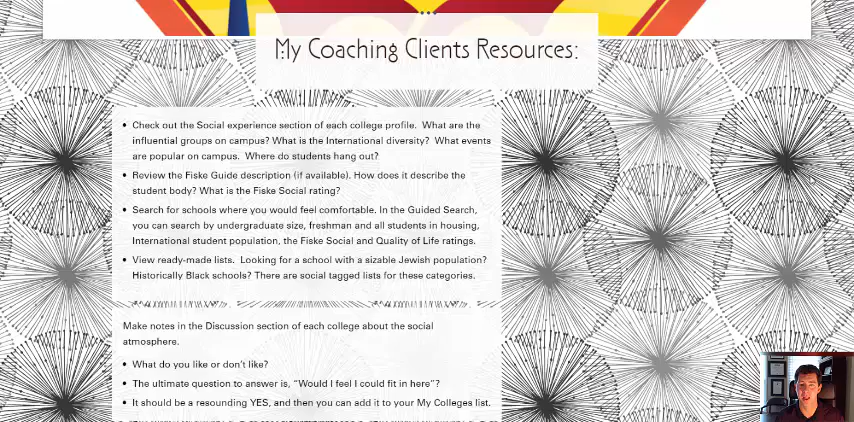 My Coaching Clients Resources:
• Check out the Social experience section of each college profile. What are the
influential groups on campus? What is the International diversity? What events
are popular on campus. Where do students hang out?
• Review the Fiske Guide description (if available). How does it describe the
student body? What is the Fiske Social rating?
• Search for schools where you would feel comfortable. In the Guided Search,
you can search by undergraduate size, freshman and all students in housing,
International student population, the Fiske Social and Quality of Life ratings.
• View ready-made lists. Looking for a school with a sizable Jewish population?
Historically Black schools? There are social tagged lists for these categories.
Make notes in the Discussion section of each college about the social
atmosphere.
• What do you like or don't like?
• The ultimate question to answer is, "Would I feel I could fit in here"?
• It should be a resounding YES, and then you can add it to your My Colleges list.